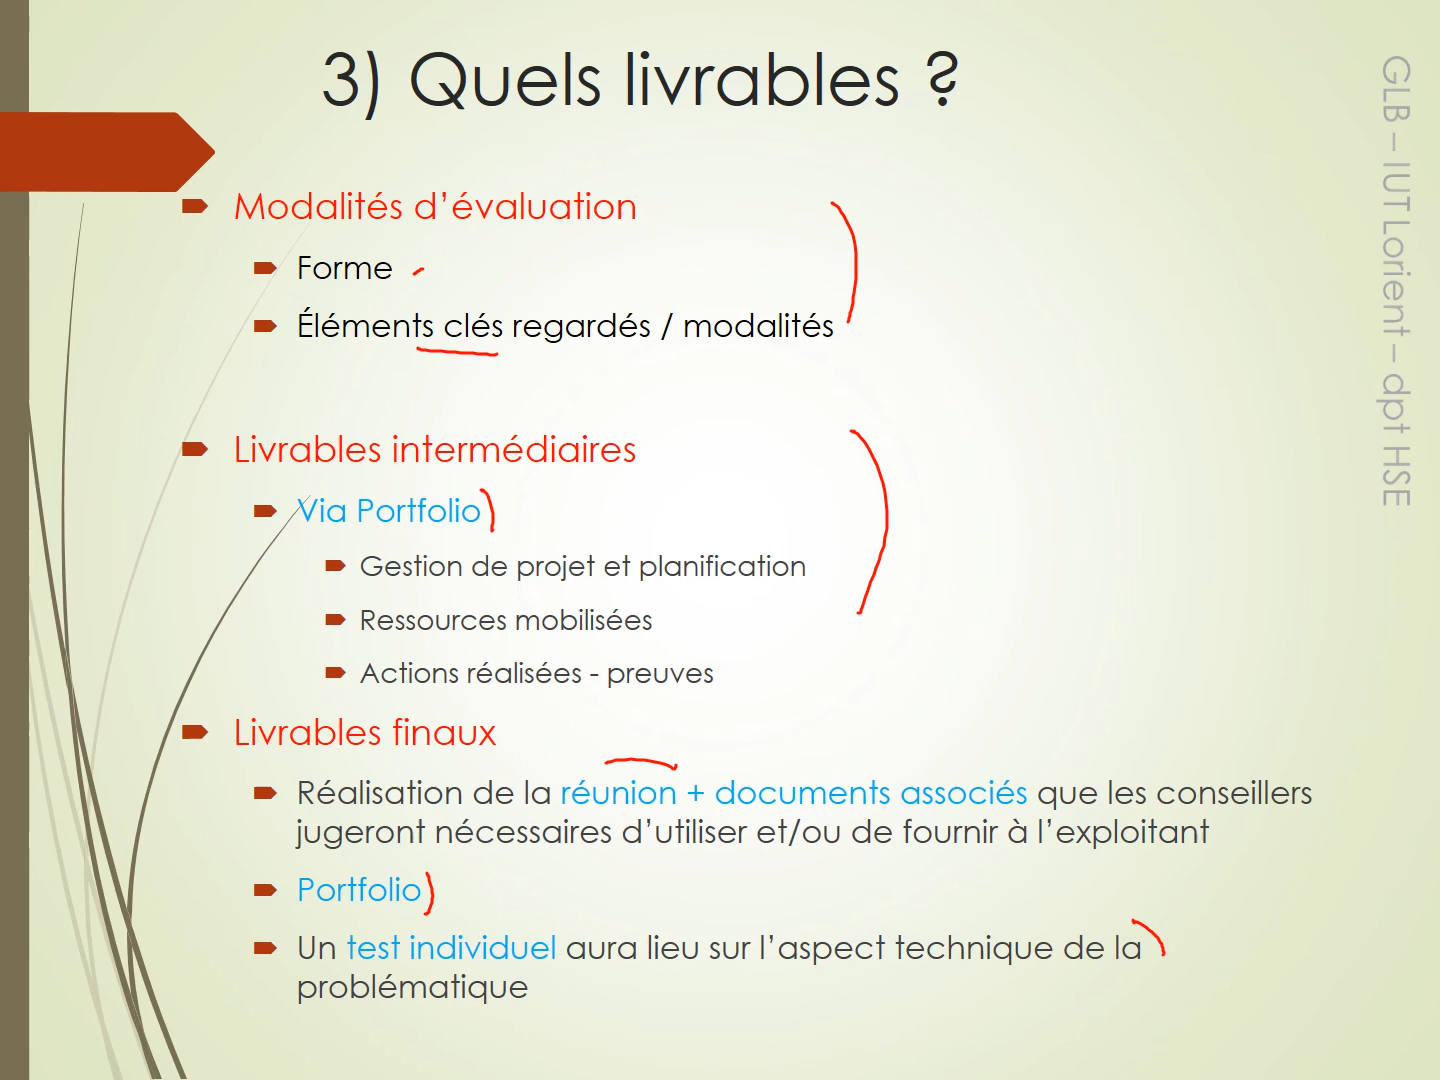 3) Quels livrables ?
Modalités d’évaluation
Forme
Éléments clés regardés / modalités
Livrables intermédiaires
Via Portfolio
Gestion de projet et planification
Ressources mobilisées
Actions réalisées - preuves
Livrables finaux
Réalisation de la réunion + documents associés que les conseillers
jugeront nécessaires d’utiliser et/ou de fournir à l’exploitant
Portfolio
Un test individuel aura lieu sur l’aspect technique de la
problématique
GLB – IUT Lorient – dpt HSE